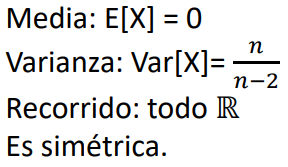 Media: E[X] = 0
Varianza: Var[X]= n/(n−2)
Recorrido: todo ℝ
Es simétrica.